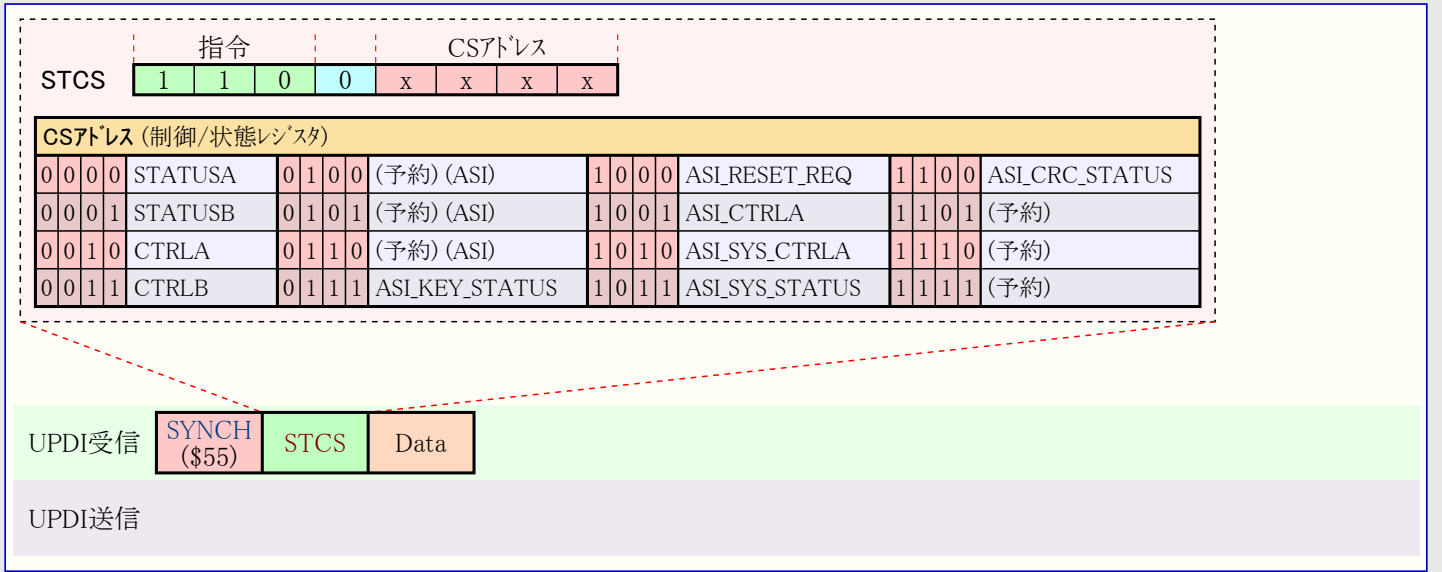 指令 CSアドレス
STCS 1 1 0 0 0 x x x x
CSアドレス (制御/状態レジスタ)
0 0 0 0 STATUSA 0 1 0 0 (予約) (ASI) 1 0 0 0 ASI_RESET_REQ 1 1 0 0 ASI_CRC_STATUS
0 0 0 1 STATUSB 0 1 0 1 (予約) (ASI) 1 0 0 1 ASI_CTRLA 1 1 0 1 (予約)
0 0 1 0 CTRLA 0 1 1 0 (予約) (ASI) 1 0 1 0 ASI_SYS_CTRLA 1 1 1 0 (予約)
0 0 1 1 CTRLB 0 1 1 1 ASI_KEY_STATUS 1 0 1 1 ASI_SYS_STATUS 1 1 1 1 (予約)
UPDI受信 SYNCH STCS Data
($55)
UPDI送信